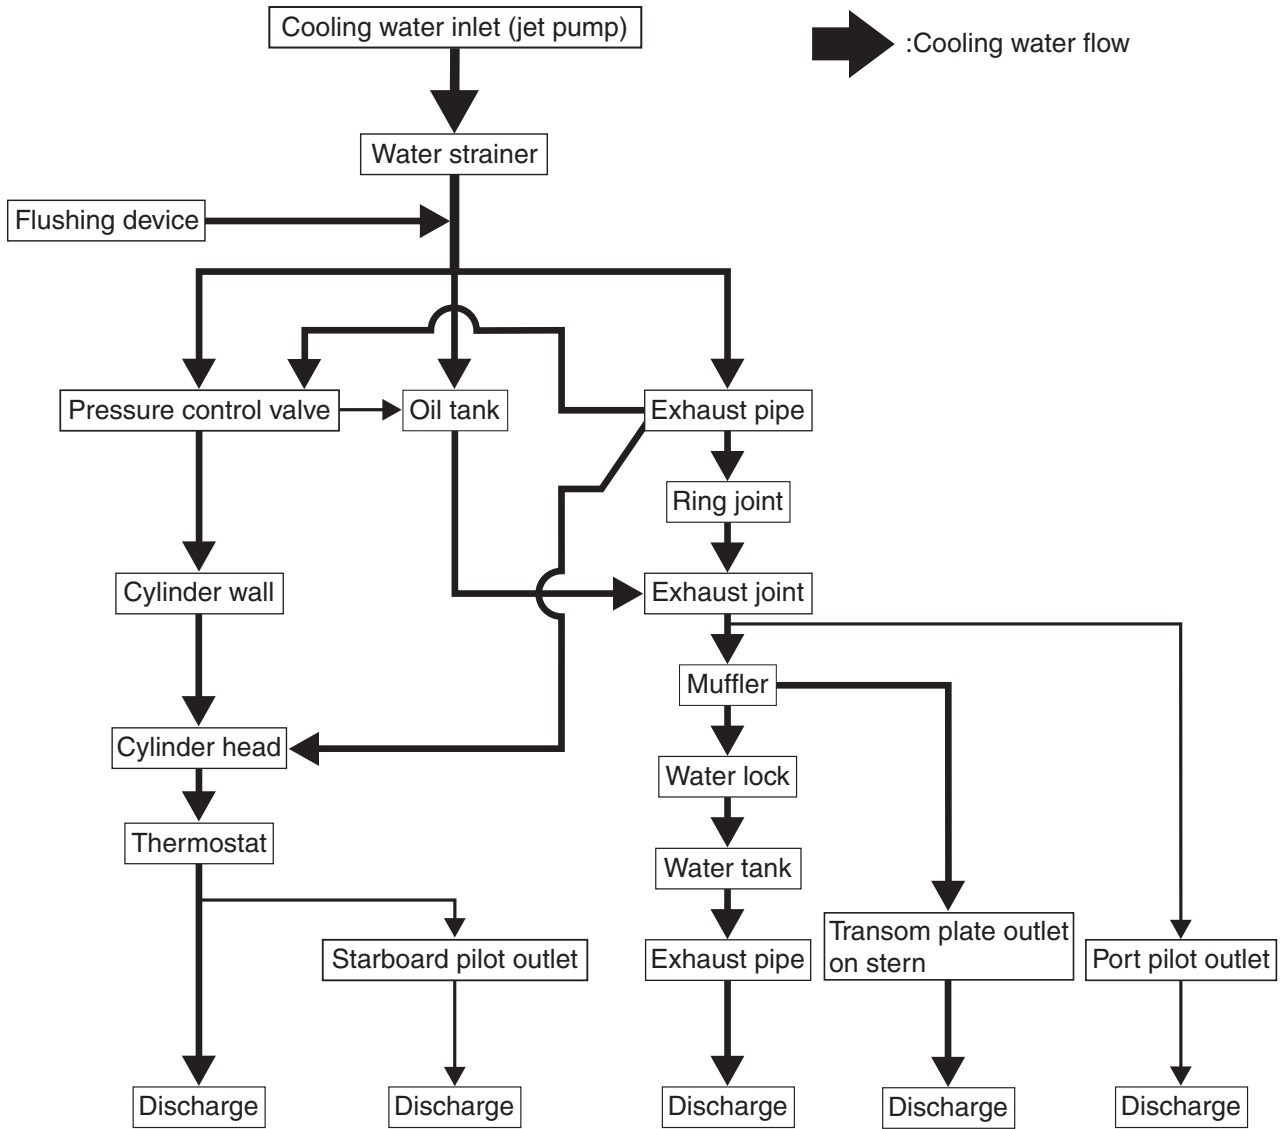 Cooling water inlet (jet pump)
:Cooling water flow
Water strainer
Flushing device
Pressure control valve
Oil tank
Exhaust pipe
Ring joint
Cylinder wall
Exhaust joint
Muffler
Cylinder head
Water lock
Thermostat
Water tank
Starboard pilot outlet
Exhaust pipe
Transom plate outlet
on stern
Port pilot outlet
Discharge
Discharge
Discharge
Discharge
Discharge